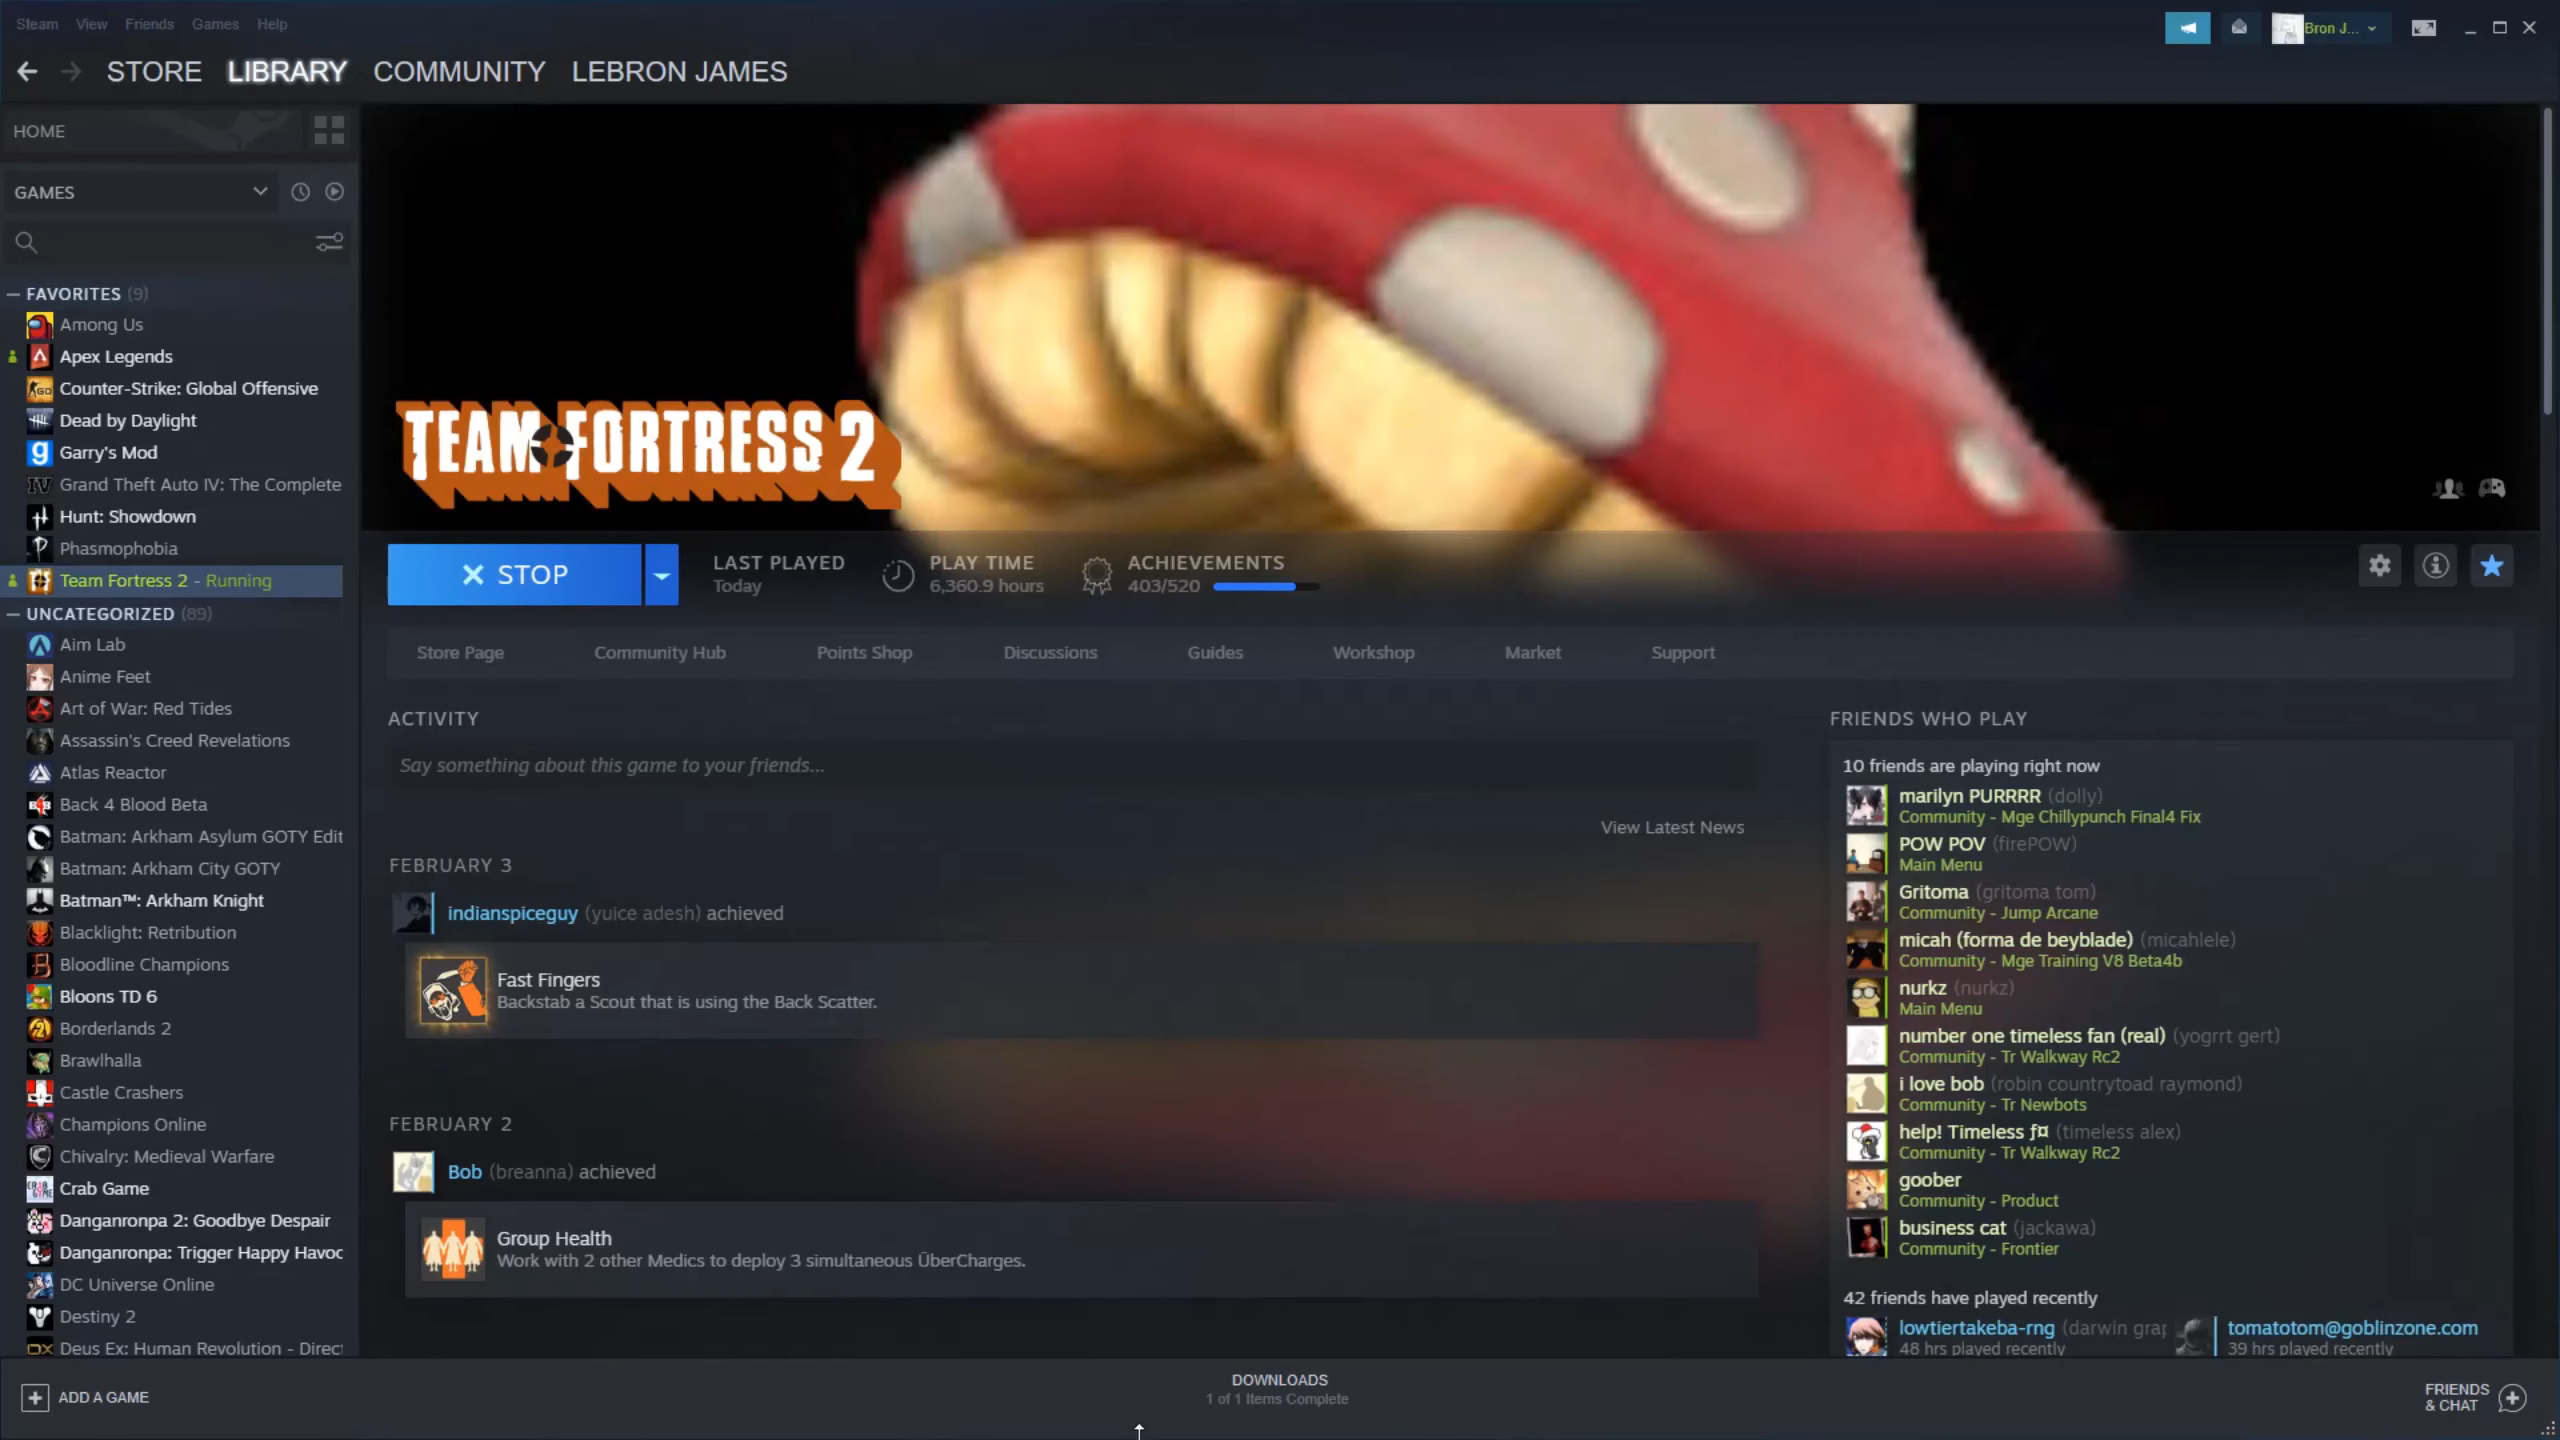 Steam View Friends Games Help
Bron J...
STORE LIBRARY COMMUNITY LEBRON JAMES
HOME
GAMES
FAVORITES (9)
Among Us
Apex Legends
Counter-Strike: Global Offensive
Dead by Daylight
Garry's Mod
Grand Theft Auto IV: The Complete
Hunt: Showdown
Phasmophobia
Team Fortress 2 - Running
UNCATEGORIZED (89)
Aim Lab
Anime Feet
Art of War: Red Tides
Assassin's Creed Revelations
Atlas Reactor
Back 4 Blood Beta
Batman: Arkham Asylum GOTY Edit
Batman: Arkham City GOTY
Batman™: Arkham Knight
Blacklight: Retribution
Bloodline Champions
Bloons TD 6
Borderlands 2
Brawlhalla
Castle Crashers
Champions Online
Chivalry: Medieval Warfare
Crab Game
Danganronpa 2: Goodbye Despair
Danganronpa: Trigger Happy Havoc
DC Universe Online
Destiny 2
Deus Ex: Human Revolution - Direc
TEAM FORTRESS 2
STOP
LAST PLAYED
Today
PLAY TIME
6,360.9 hours
ACHIEVEMENTS
403/520
Store Page Community Hub Points Shop Discussions Guides Workshop Market Support
ACTIVITY
Say something about this game to your friends...
View Latest News
FEBRUARY 3
indianspiceguy (yuice adesh) achieved
Fast Fingers
Backstab a Scout that is using the Back Scatter.
FEBRUARY 2
Bob (breanna) achieved
Group Health
Work with 2 other Medics to deploy 3 simultaneous ÜberCharges.
FRIENDS WHO PLAY
10 friends are playing right now
marilyn PURRRR (dolly)
Community - Mge Chillypunch Final4 Fix
POW POV (firePOW)
Main Menu
Gritoma (gritoma tom)
Community - Jump Arcane
micah (forma de beyblade) (micahlele)
Community - Mge Training V8 Beta4b
nurkz (nurkz)
Main Menu
number one timeless fan (real) (yogrrt gert)
Community - Tr Walkway Rc2
i love bob (robin countrytoad raymond)
Community - Tr Newbots
help! Timeless ƒ¤ (timeless alex)
Community - Tr Walkway Rc2
goober
Community - Product
business cat (jackawa)
Community - Frontier
42 friends have played recently
lowtiertakeba-rng (darwin grap
48 hrs played recently
tomatotom@goblinzone.com
39 hrs played recently
ADD A GAME
DOWNLOADS
1 of 1 Items Complete
FRIENDS
& CHAT